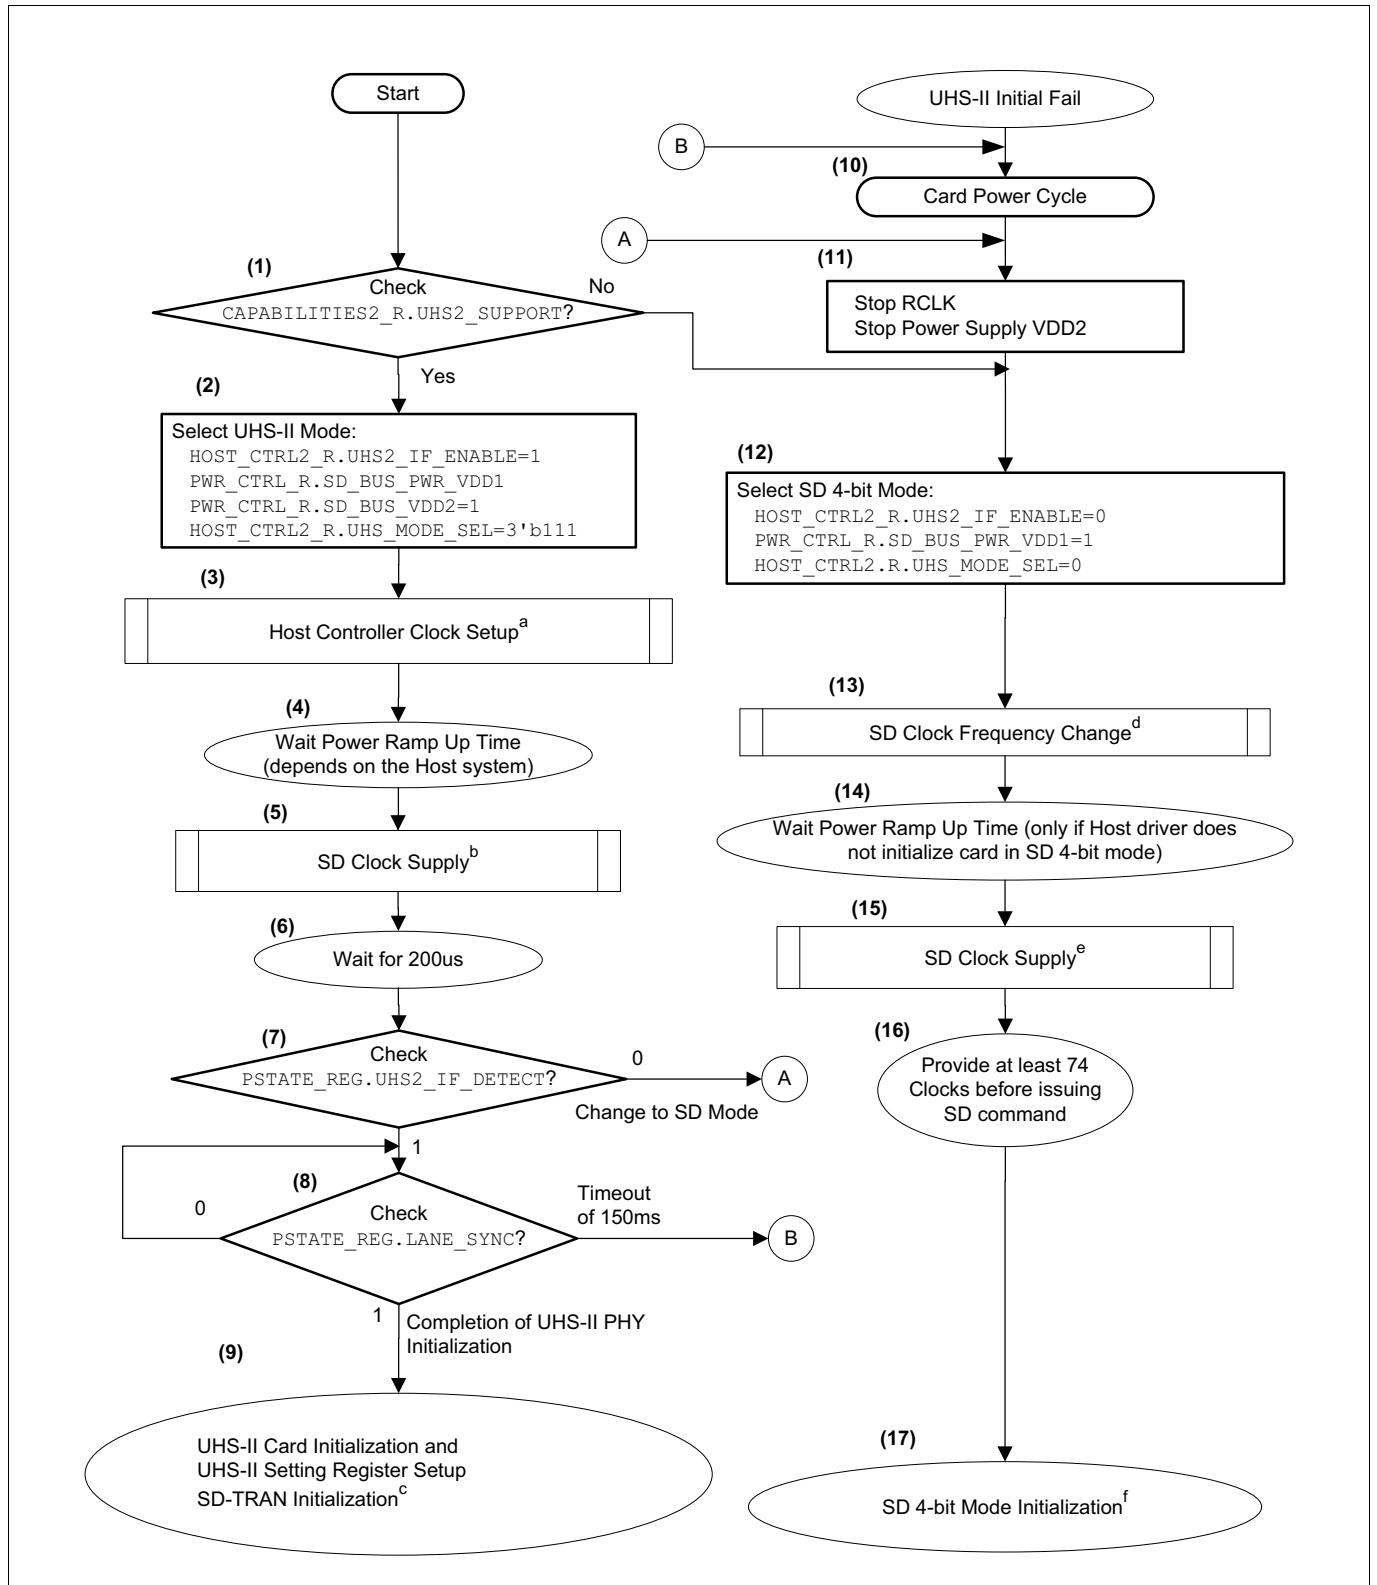 Start
(1)
Check
CAPABILITIES2_R.UHS2_SUPPORT?
No
Yes
(2)
Select UHS-II Mode:
HOST_CTRL2_R.UHS2_IF_ENABLE=1
PWR_CTRL_R.SD_BUS_PWR_VDD1
PWR_CTRL_R.SD_BUS_VDD2=1
HOST_CTRL2_R.UHS_MODE_SEL=3'b111
(3)
Host Controller Clock Setup a
(4)
Wait Power Ramp Up Time
(depends on the Host system)
(5)
SD Clock Supply b
(6)
Wait for 200us
(7)
Check
PSTATE_REG.UHS2_IF_DETECT?
0
A
Change to SD Mode
1
(8)
0
Check
PSTATE_REG.LANE_SYNC?
Timeout
of 150ms
B
1
Completion of UHS-II PHY
Initialization
(9)
UHS-II Card Initialization and
UHS-II Setting Register Setup
SD-TRAN Initialization c
UHS-II Initial Fail
B
(10)
Card Power Cycle
A
(11)
Stop RCLK
Stop Power Supply VDD2
(12)
Select SD 4-bit Mode:
HOST_CTRL2_R.UHS2_IF_ENABLE=0
PWR_CTRL_R.SD_BUS_PWR_VDD1=1
HOST_CTRL2.R.UHS_MODE_SEL=0
(13)
SD Clock Frequency Change d
(14)
Wait Power Ramp Up Time (only if Host driver does
not initialize card in SD 4-bit mode)
(15)
SD Clock Supply e
(16)
Provide at least 74
Clocks before issuing
SD command
(17)
SD 4-bit Mode Initialization f